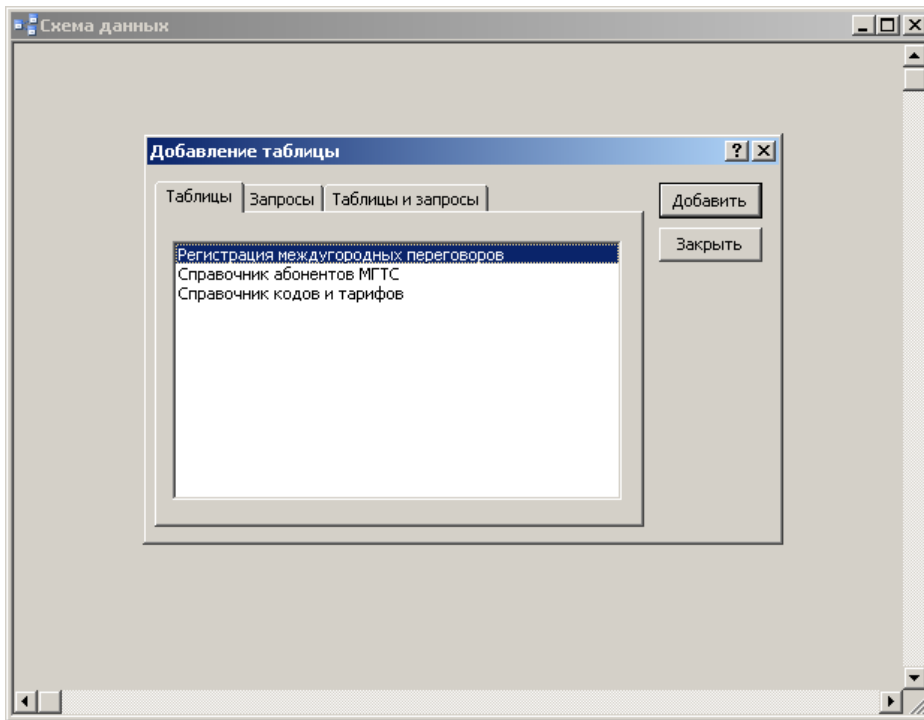 Схема данных
Добавление таблицы
Таблицы Запросы Таблицы и запросы
Добавить
Закрыть
Регистрация междугородных переговоров
Справочник абонентов МГТС
Справочник кодов и тарифов